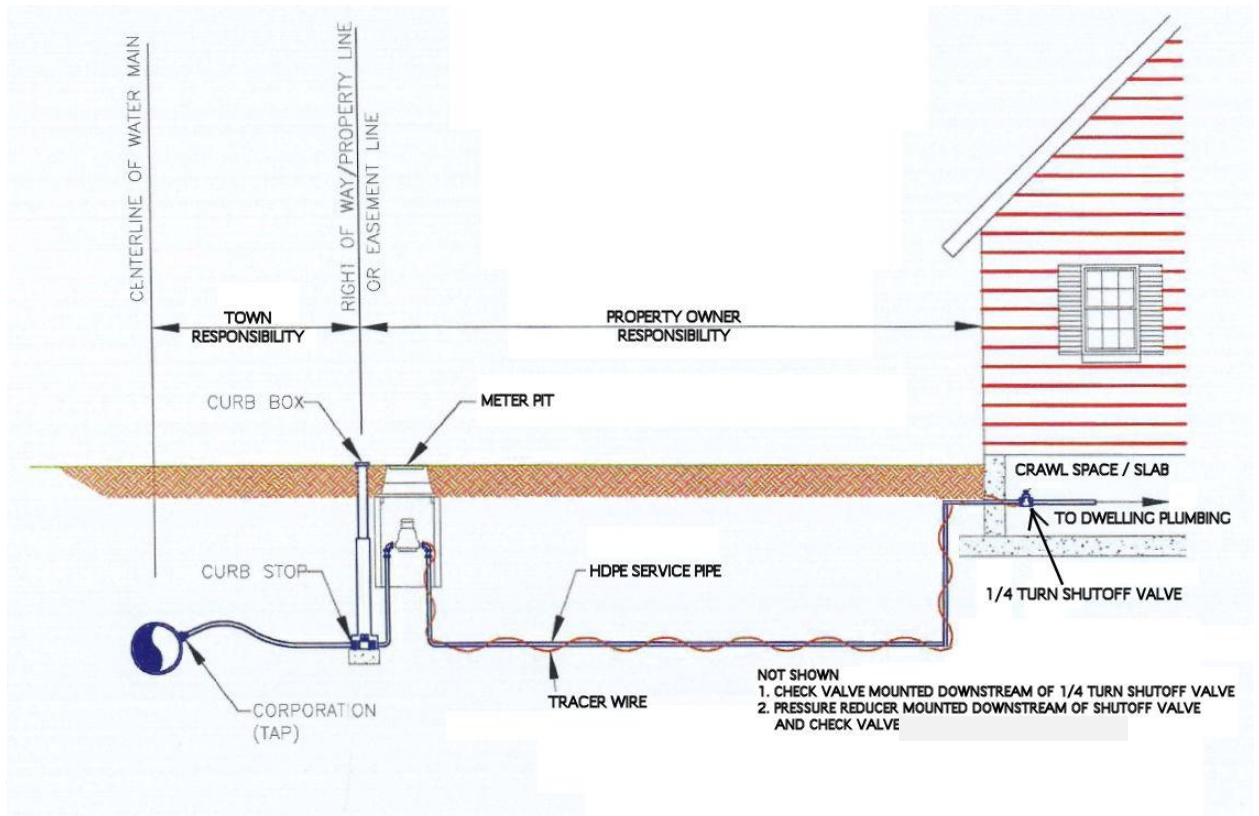 CENTERLINE OF WATER MAIN
RIGHT OF WAY/PROPERTY LINE
OR EASEMENT LINE
TOWN
RESPONSIBILITY
PROPERTY OWNER
RESPONSIBILITY
CURB BOX
METER PIT
CRAWL SPACE / SLAB
TO DWELLING PLUMBING
1/4 TURN SHUTOFF VALVE
CURB STOP
HDPE SERVICE PIPE
TRACER WIRE
CORPORATION
(TAP)
NOT SHOWN
1. CHECK VALVE MOUNTED DOWNSTREAM OF 1/4 TURN SHUTOFF VALVE
2. PRESSURE REDUCER MOUNTED DOWNSTREAM OF SHUTOFF VALVE
AND CHECK VALVE